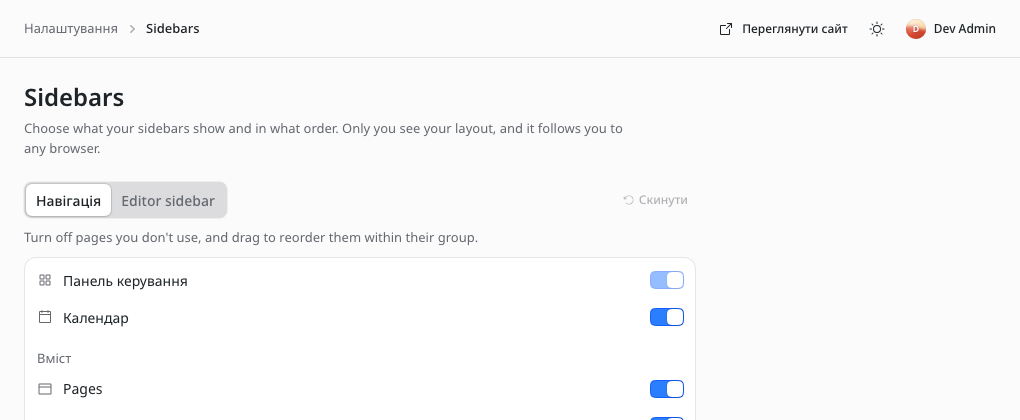 Налаштування > Sidebars
Переглянути сайт
D
Dev Admin
Sidebars
Choose what your sidebars show and in what order. Only you see your layout, and it follows you to
any browser.
Навігація
Editor sidebar
Скинути
Turn off pages you don't use, and drag to reorder them within their group.
Панель керування
Календар
Вміст
Pages